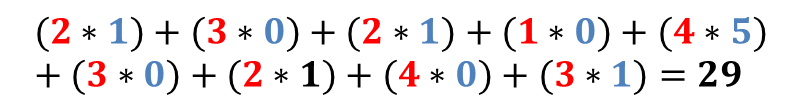 (2 * 1) + (3 * 0) + (2 * 1) + (1 * 0) + (4 * 5)
+ (3 * 0) + (2 * 1) + (4 * 0) + (3 * 1) = 29